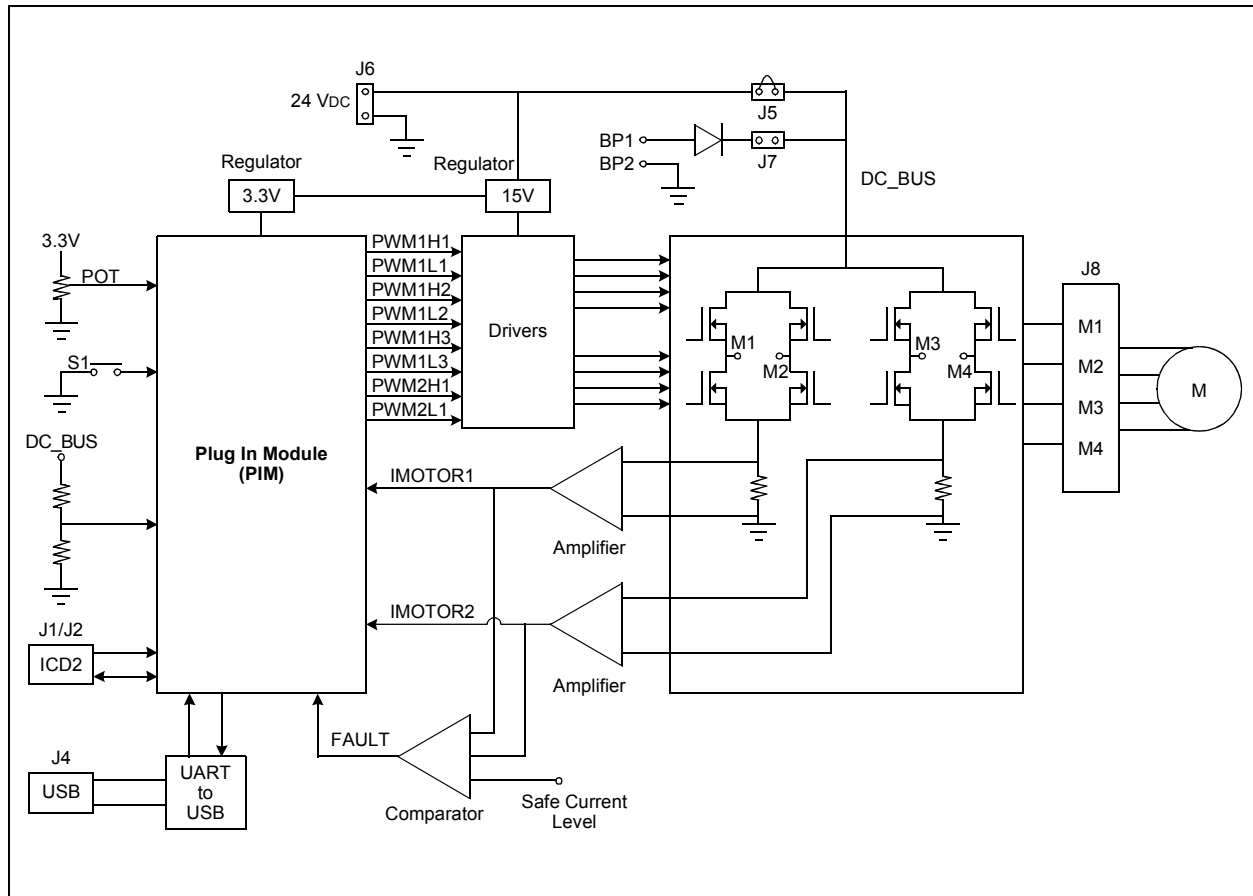 J6
24 VDC
J5
BP1
J7
BP2
DC_BUS
Regulator
3.3V
Regulator
15V
3.3V
POT
S1
DC_BUS
Plug In Module
(PIM)
PWM1H1
PWM1L1
PWM1H2
PWM1L2
PWM1H3
PWM1L3
PWM2H1
PWM2L1
Drivers
M1
M2
M3
M4
J8
M1
M2
M3
M4
M
IMOTOR1
Amplifier
IMOTOR2
Amplifier
J1/J2
ICD2
FAULT
Comparator
Safe Current
Level
J4
USB
UART
to
USB